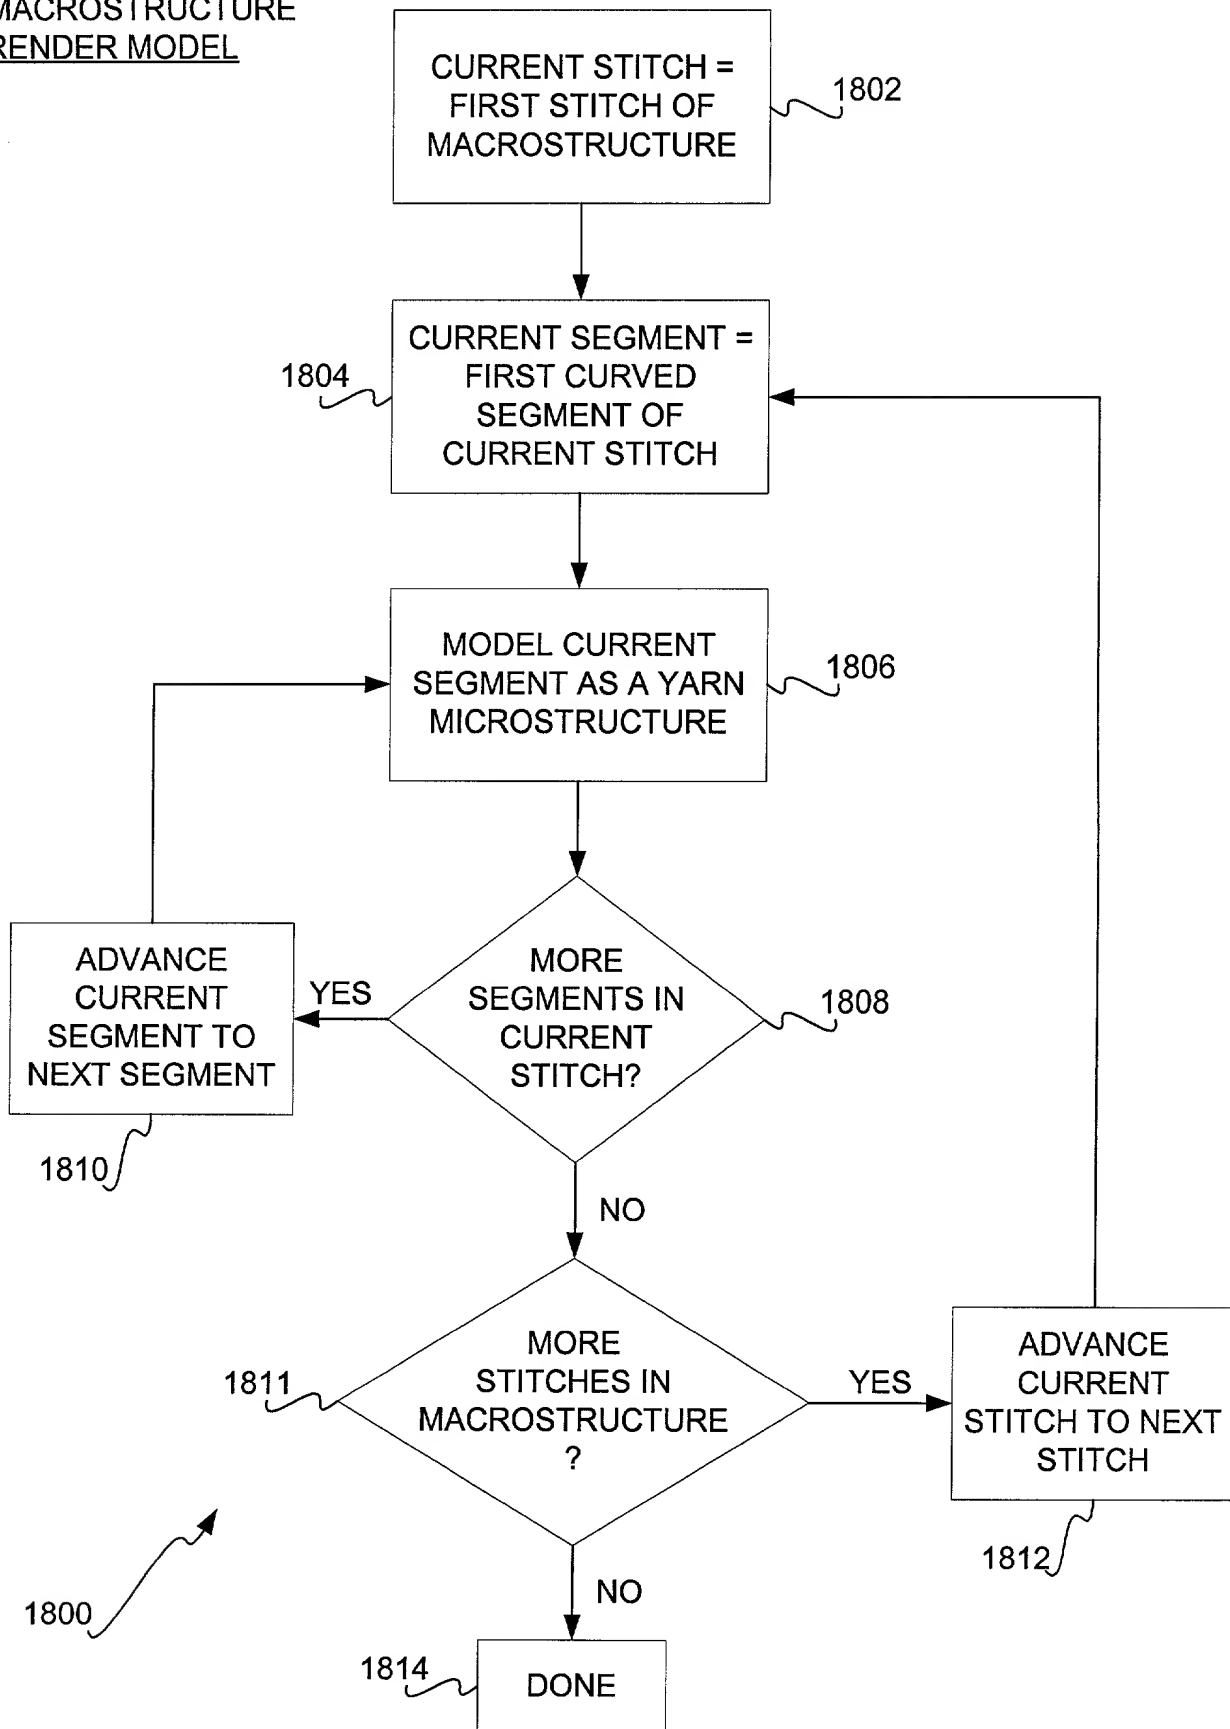 MACROSTRUCTURE
RENDER MODEL
CURRENT STITCH =
FIRST STITCH OF
MACROSTRUCTURE
1802
CURRENT SEGMENT =
FIRST CURVED
SEGMENT OF
CURRENT STITCH
1804
MODEL CURRENT
SEGMENT AS A YARN
MICROSTRUCTURE
1806
ADVANCE
CURRENT
SEGMENT TO
NEXT SEGMENT
1810
YES
MORE
SEGMENTS IN
CURRENT
STITCH?
1808
NO
MORE
STITCHES IN
MACROSTRUCTURE
?
1811
YES
ADVANCE
CURRENT
STITCH TO NEXT
STITCH
1812
NO
1800
1814
DONE